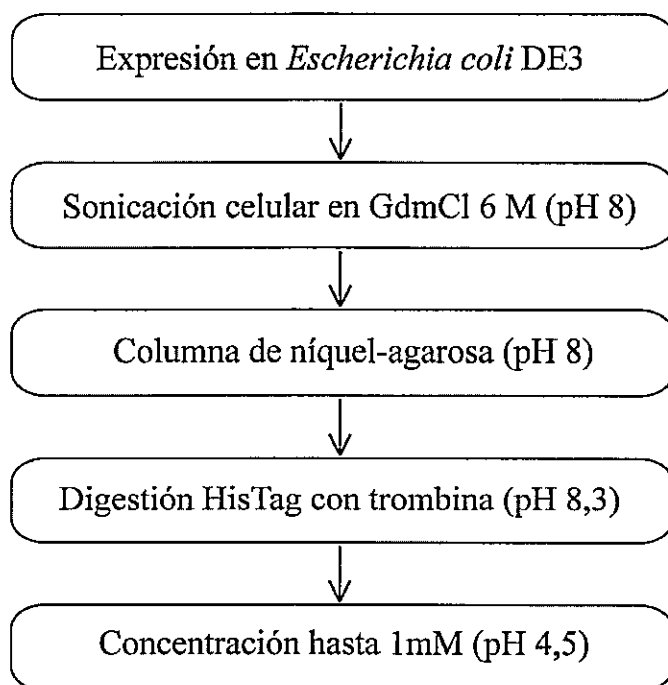 Expresión en Escherichia coli DE3
Sonicación celular en GdmCl 6 M (pH 8)
Columna de níquel-agarosa (pH 8)
Digestión HisTag con trombina (pH 8,3)
Concentración hasta 1mM (pH 4,5)